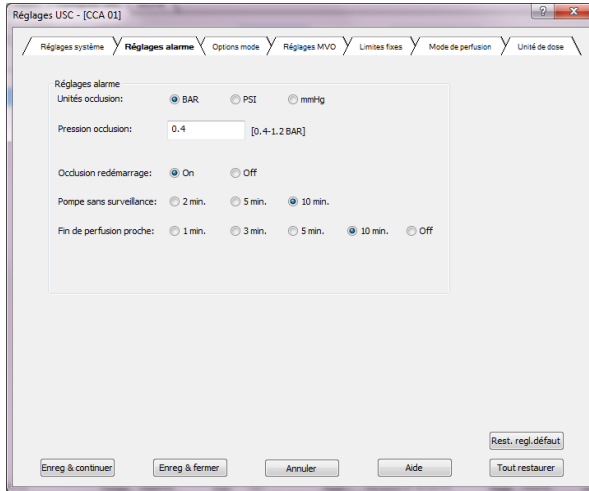 Réglages USC - [CCA 01]
Réglages système Réglages alarme Options mode Réglages MVO Limites fixes Mode de perfusion Unité de dose
Réglages alarme
Unités occlusion: BAR PSI mmHg
Pression occlusion: 0.4 [0.4-1.2 BAR]
Occlusion redémarrage: On Off
Pompe sans surveillance: 2 min. 5 min. 10 min.
Fin de perfusion proche: 1 min. 3 min. 5 min. 10 min. Off
Rest. regl.défaut
Enreg & continuer Enreg & fermer Annuler Aide Tout restaurer